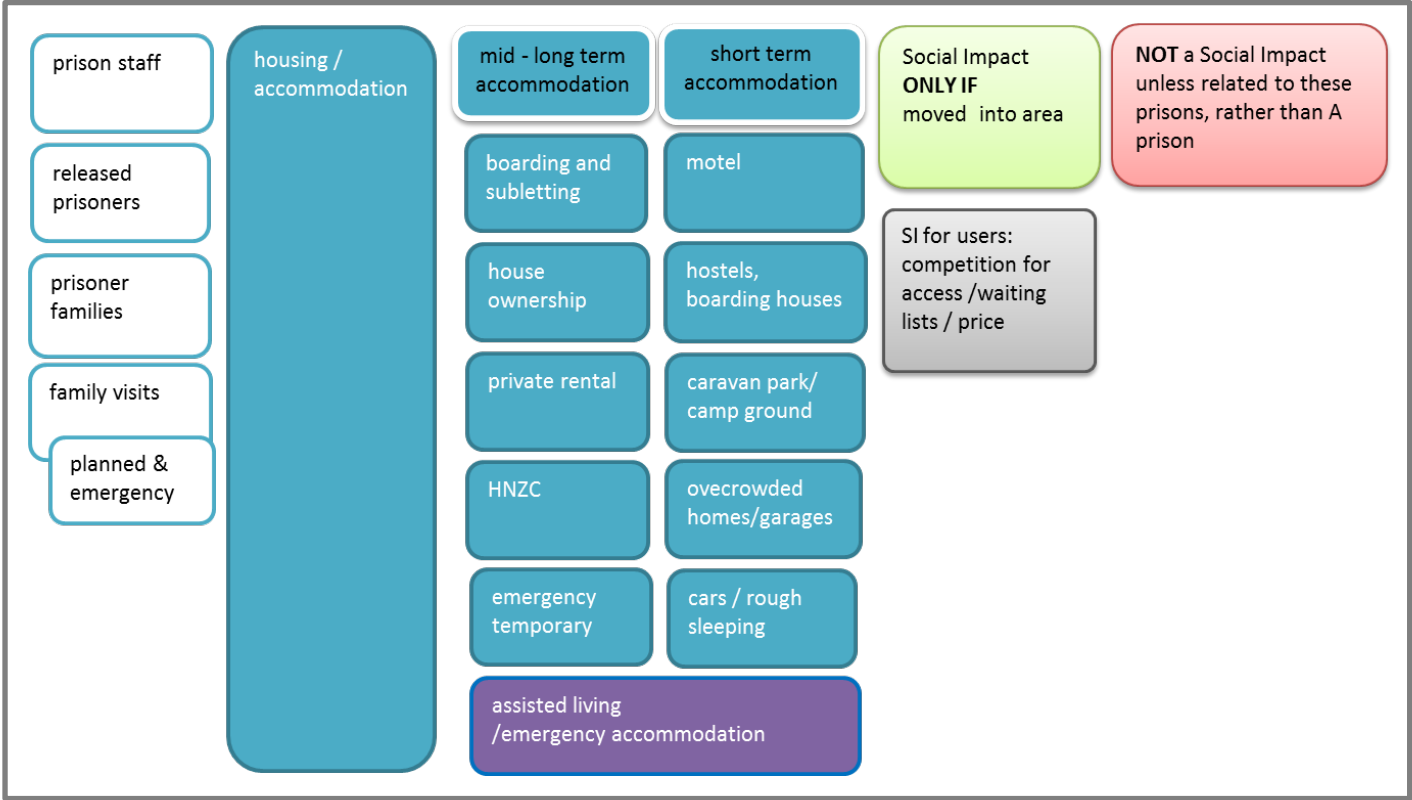 prison staff
released
prisoners
prisoner
families
family visits
planned &
emergency
housing /
accommodation
mid - long term
accommodation
boarding and
subletting
house
ownership
private rental
HNZC
emergency
temporary
short term
accommodation
motel
hostels,
boarding houses
caravan park/
camp ground
ovecrowded
homes/garages
cars / rough
sleeping
assisted living
/emergency accommodation
Social Impact
ONLY IF
moved  into area
SI for users:
competition for
access /waiting
lists / price
NOT a Social Impact
unless related to these
prisons, rather than A
prison